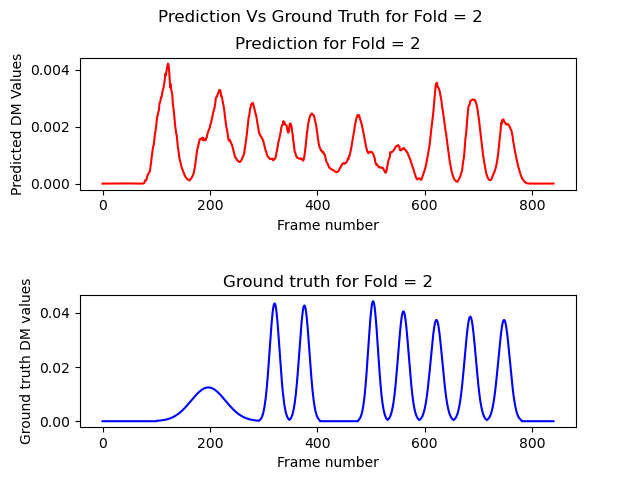 Prediction Vs Ground Truth for Fold = 2
Prediction for Fold = 2
Predicted DM Values
0.004
0.002
0.000
0 200 400 600 800
Frame number
Ground truth for Fold = 2
Ground truth DM values
0.04
0.02
0.00
0 200 400 600 800
Frame number